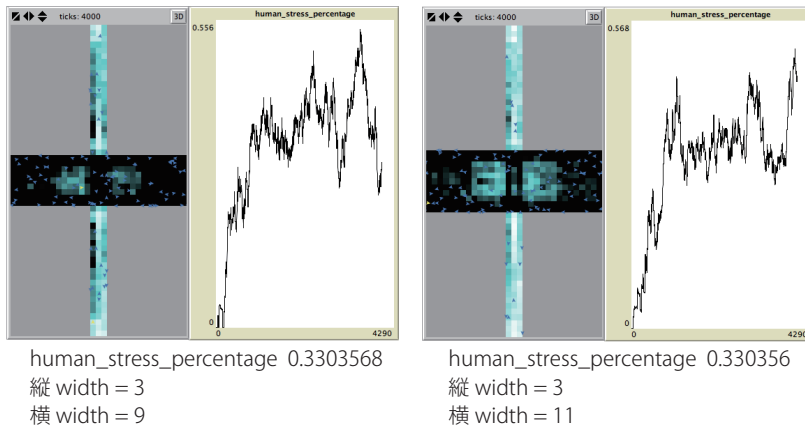 ticks: 4000
3D
human_stress_percentage
0.556
0
0
4290
human_stress_percentage 0.3303568
縦 width = 3
横 width = 9
ticks: 4000
3D
human_stress_percentage
0.568
0
0
4290
human_stress_percentage 0.330356
縦 width = 3
横 width = 11